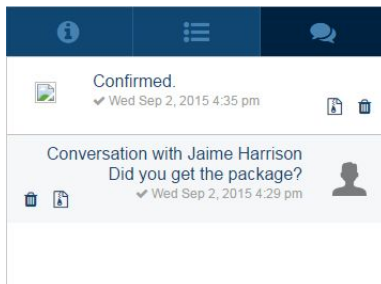 Confirmed.
Wed Sep 2, 2015 4:35 pm
Conversation with Jaime Harrison
Did you get the package?
Wed Sep 2, 2015 4:29 pm